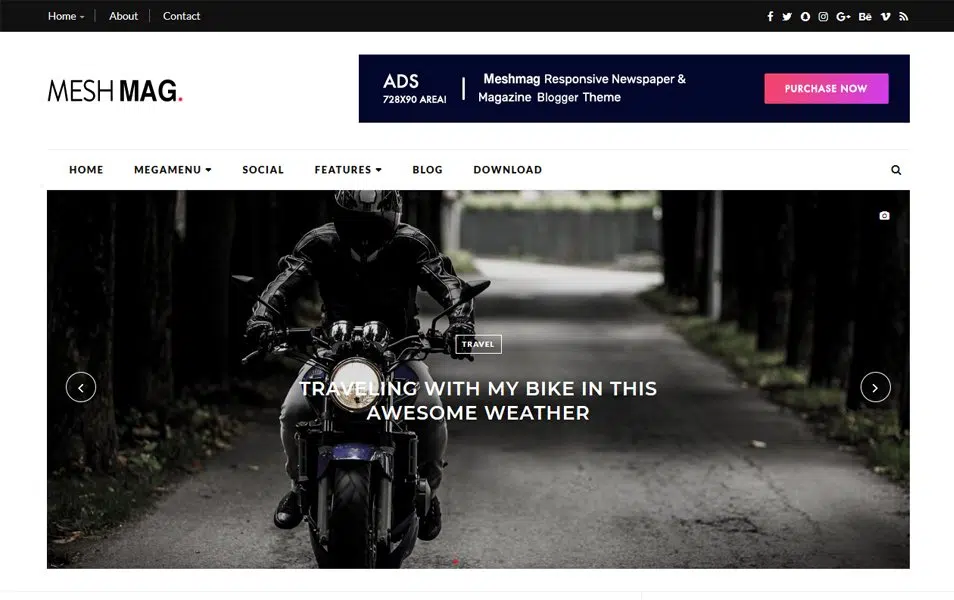 Home
About
Contact
MESH MAG.
ADS
728X90 AREA!
Meshmag Responsive Newspaper &
Magazine Blogger Theme
PURCHASE NOW
HOME
MEGAMENU
SOCIAL
FEATURES
BLOG
DOWNLOAD
TRAVEL
TRAVELING WITH MY BIKE IN THIS
AWESOME WEATHER